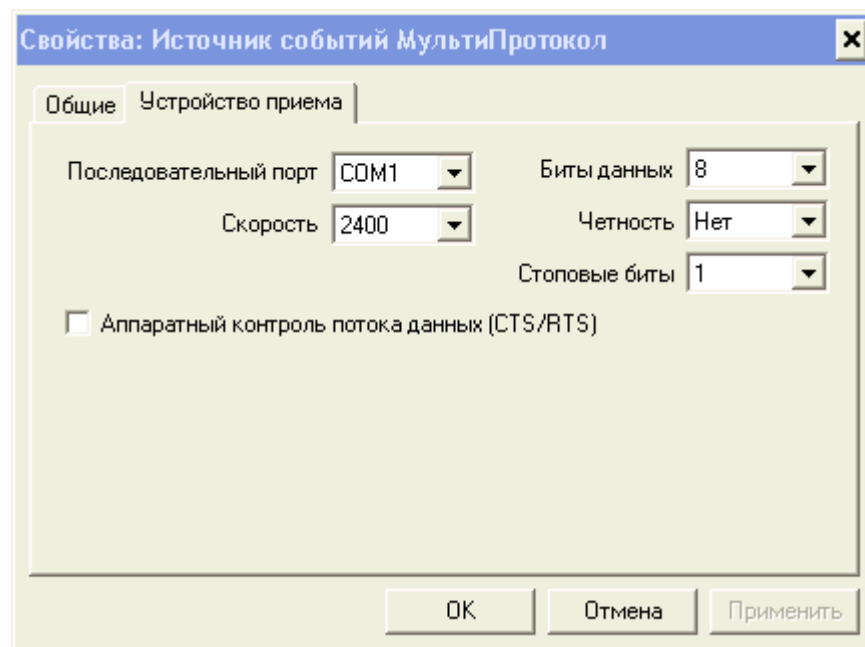 Свойства: Источник событий МультиПротокол
Общие Устройство приема
Последовательный порт COM1 Биты данных 8
Скорость 2400 Четность Нет
Стоповые биты 1
Аппаратный контроль потока данных (CTS/RTS)
OK Отмена Применить